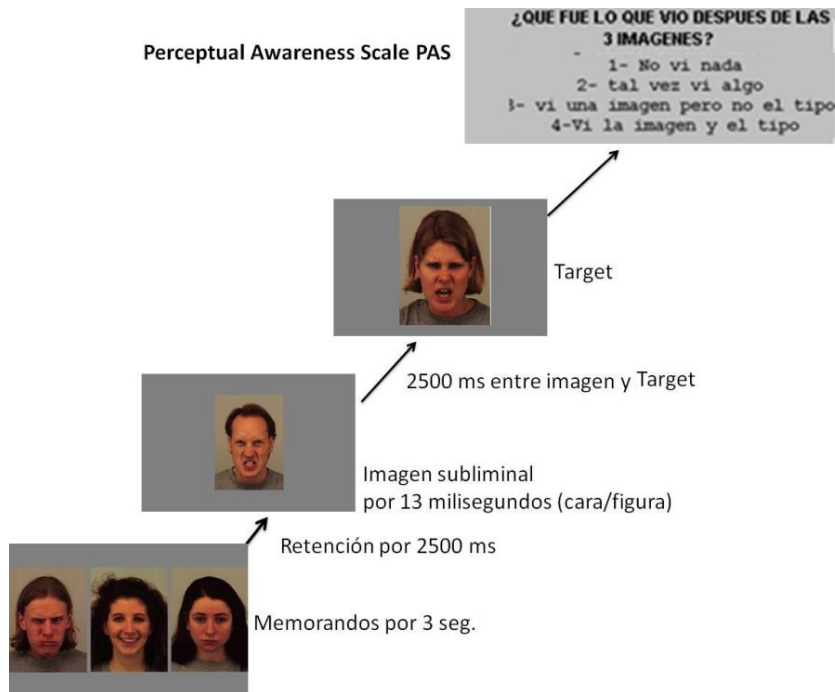 ¿QUE FUE LO QUE VIO DESPUES DE LAS
3 IMAGENES?
1- No vi nada
2- tal vez vi algo
3- vi una imagen pero no el tipo
4-Vi la imagen y el tipo
Perceptual Awareness Scale PAS
Target
2500 ms entre imagen y Target
Imagen subliminal
por 13 milisegundos (cara/figura)
Retención por 2500 ms
Memorandos por 3 seg.